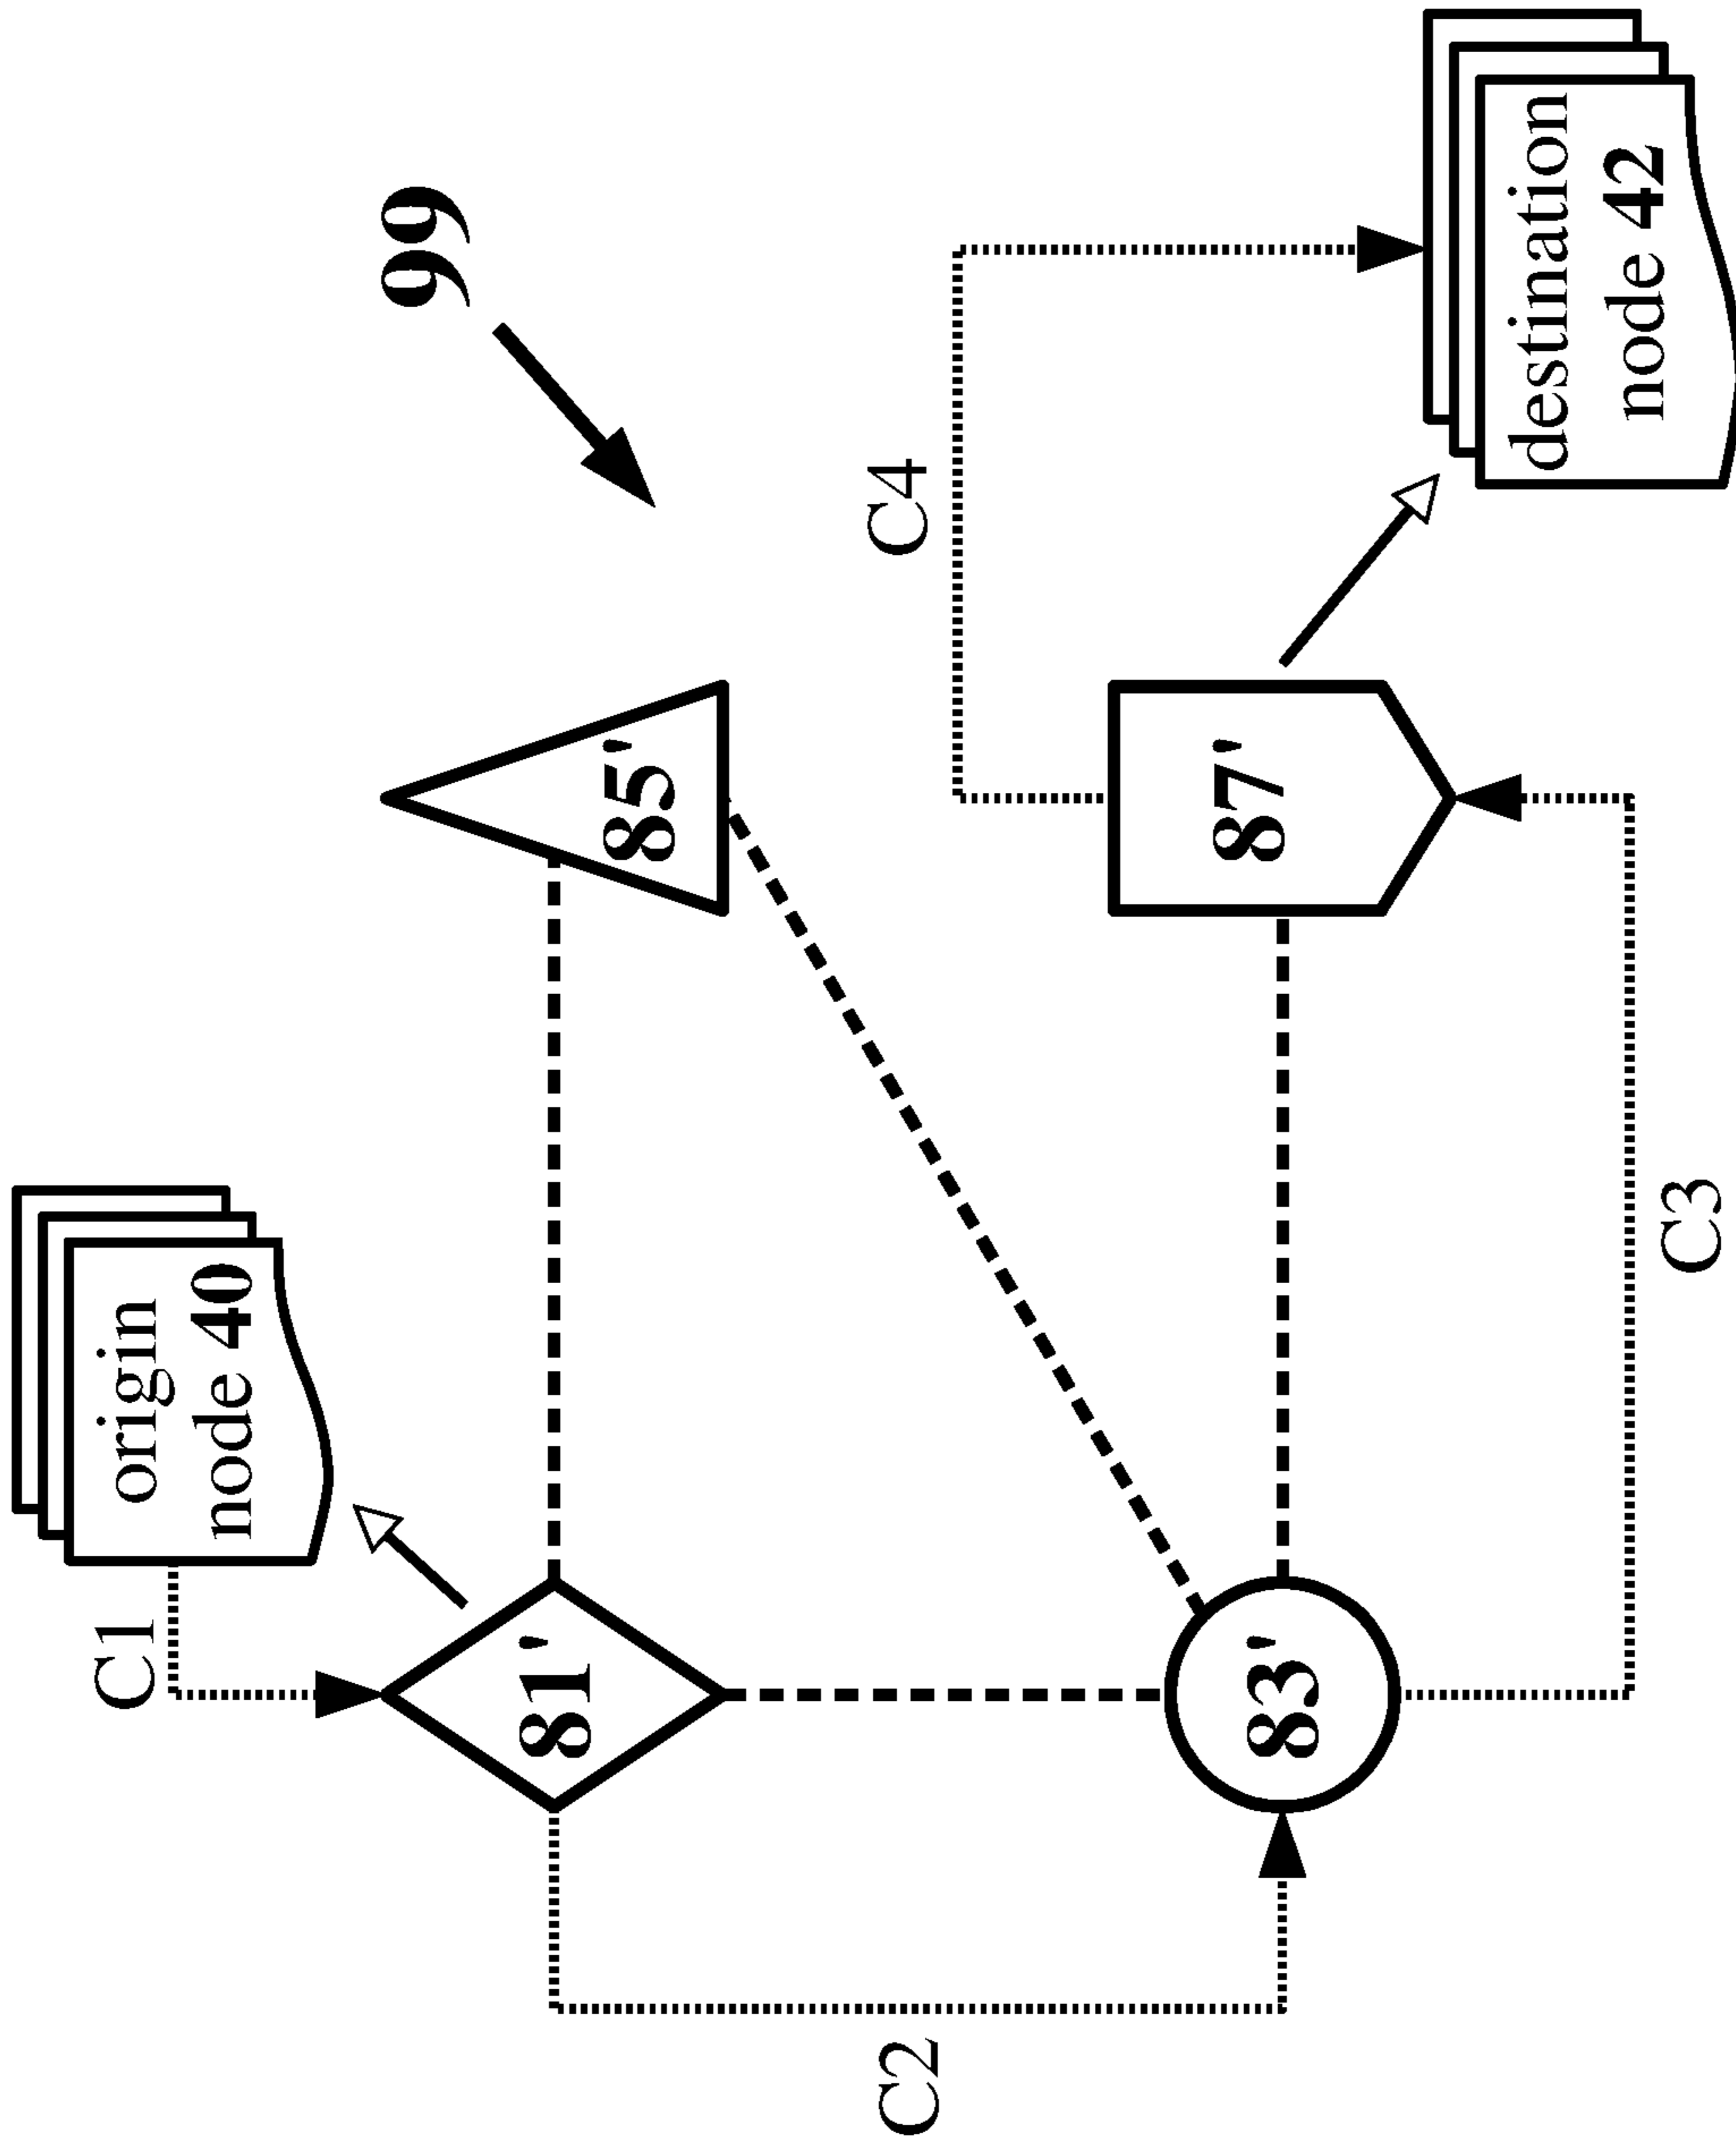 C1
origin
node 40
99
81'
85'
C2
C4
83'
87'
destination
node 42
C3